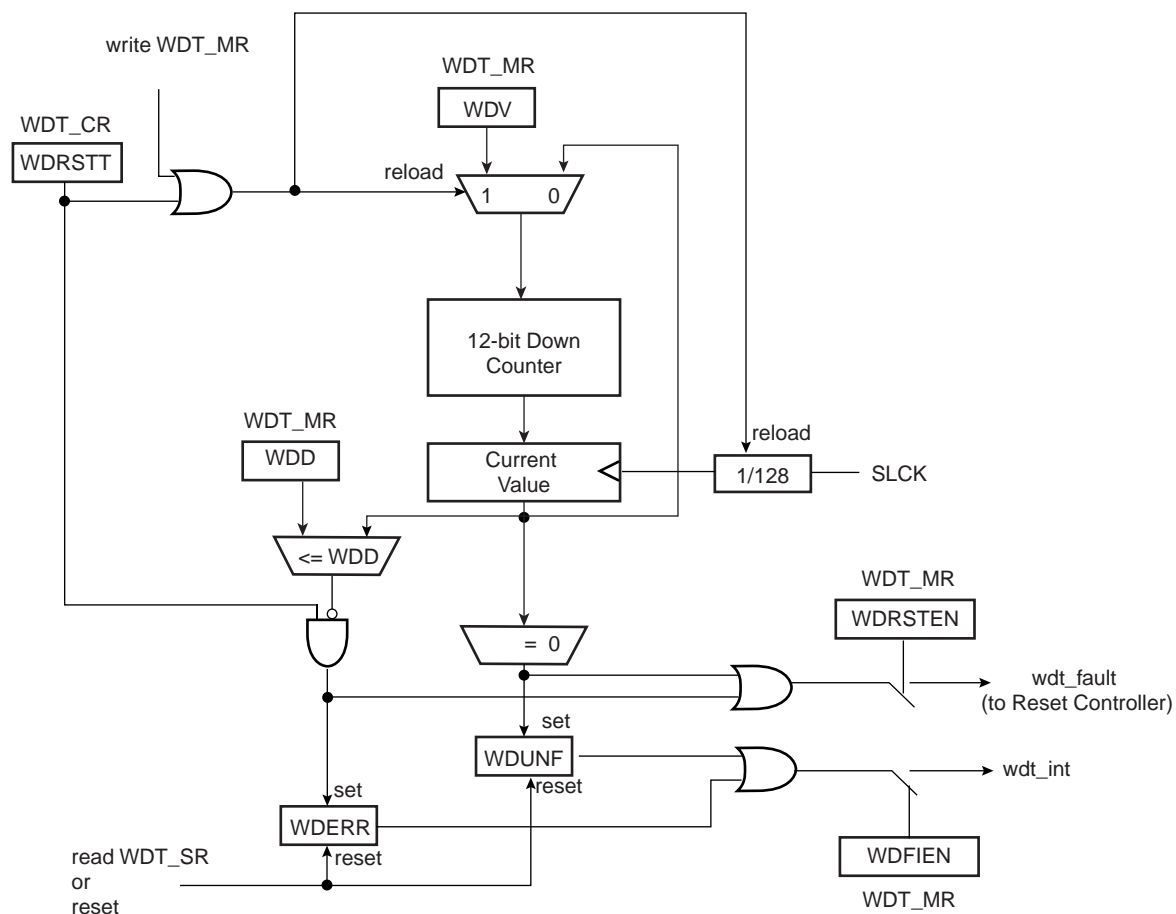 write WDT_MR
WDT_MR
WDV
WDT_CR
WDRSTT
reload
1 0
12-bit Down
Counter
WDT_MR
WDD
reload
Current
Value
1/128
SLCK
<= WDD
WDT_MR
WDRSTEN
= 0
wdt_fault
(to Reset Controller)
set
WDUNF
reset
wdt_int
set
WDERR
reset
WDFIEN
WDT_MR
read WDT_SR
or
reset